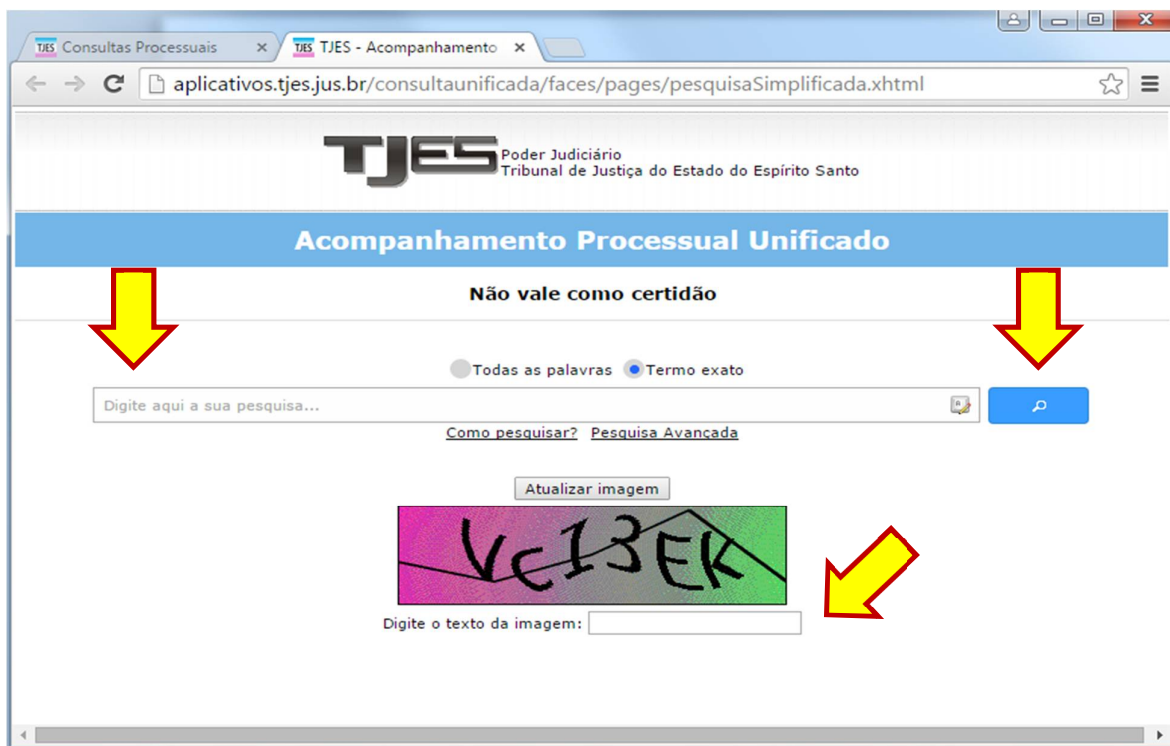 TJES Consultas Processuais
TJES TJES - Acompanhamento
aplicativos.tjes.jus.br/consultaunificada/faces/pages/pesquisaSimplificada.xhtml
TJES
Poder Judiciário
Tribunal de Justiça do Estado do Espírito Santo
Acompanhamento Processual Unificado
Não vale como certidão
Todas as palavras Termo exato
Digite aqui a sua pesquisa...
Como pesquisar? Pesquisa Avançada
Atualizar imagem
Vc13EK
Digite o texto da imagem: